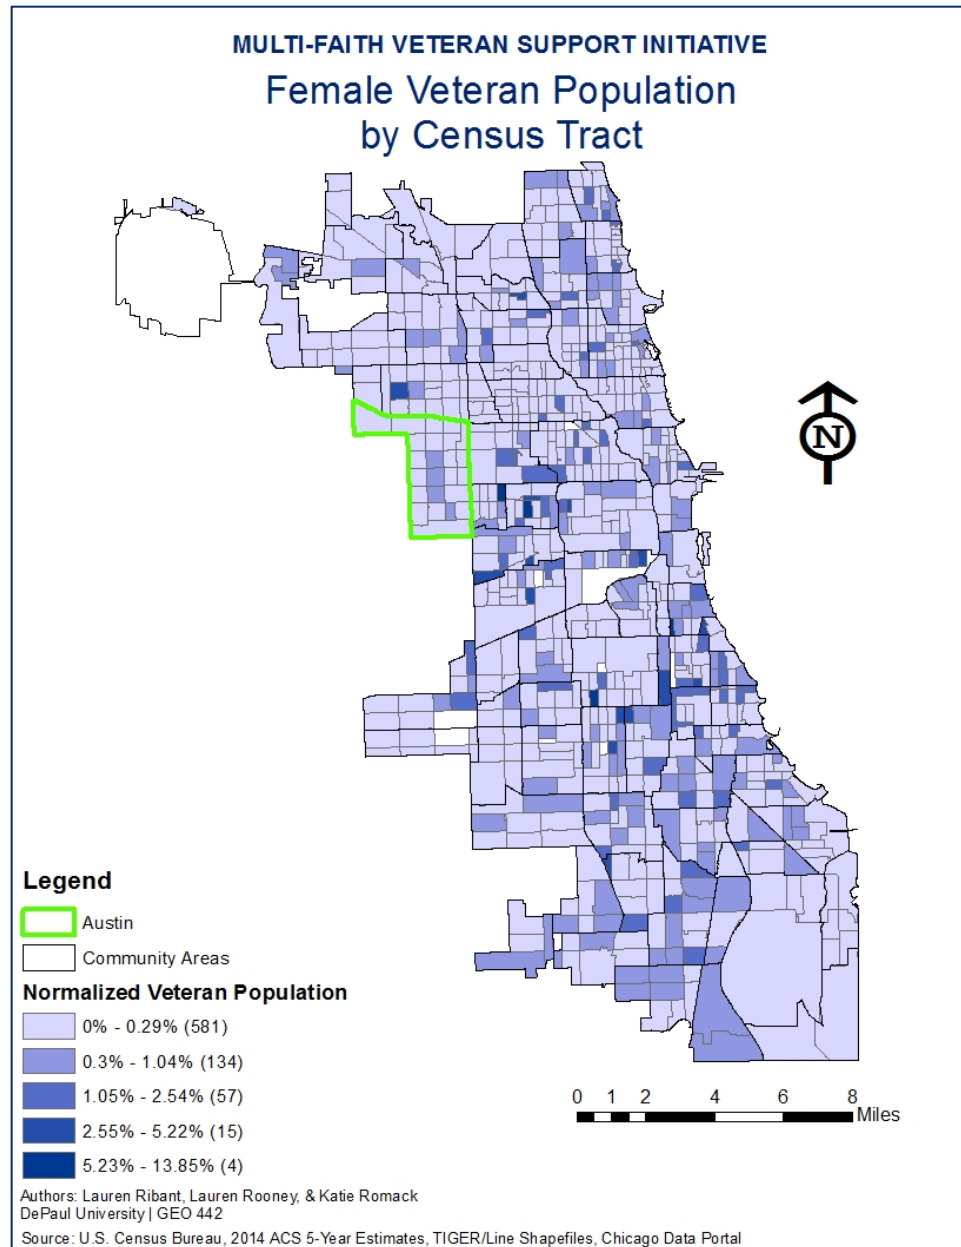 MULTI-FAITH VETERAN SUPPORT INITIATIVE
Female Veteran Population
by Census Tract
N
Legend
Austin
Community Areas
Normalized Veteran Population
0% - 0.29% (581)
0.3% - 1.04% (134)
1.05% - 2.54% (57)
2.55% - 5.22% (15)
5.23% - 13.85% (4)
0 1 2 4 6 8
Miles
Authors: Lauren Ribant, Lauren Rooney, & Katie Romack
DePaul University | GEO 442
Source: U.S. Census Bureau, 2014 ACS 5-Year Estimates, TIGER/Line Shapefiles, Chicago Data Portal